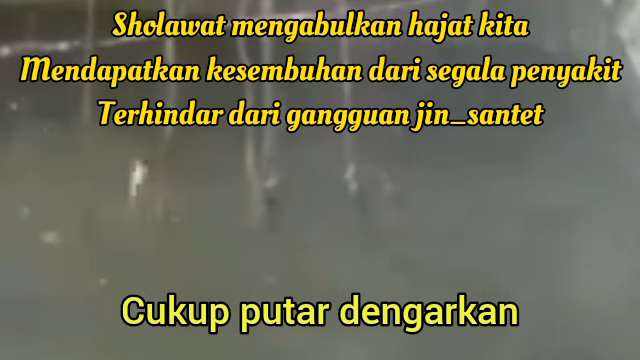 Sholawat mengabulkan hajat kita
Mendapatkan kesembuhan dari segala penyakit
Terhindar dari gangguan jin_santet
Cukup putar dengarkan